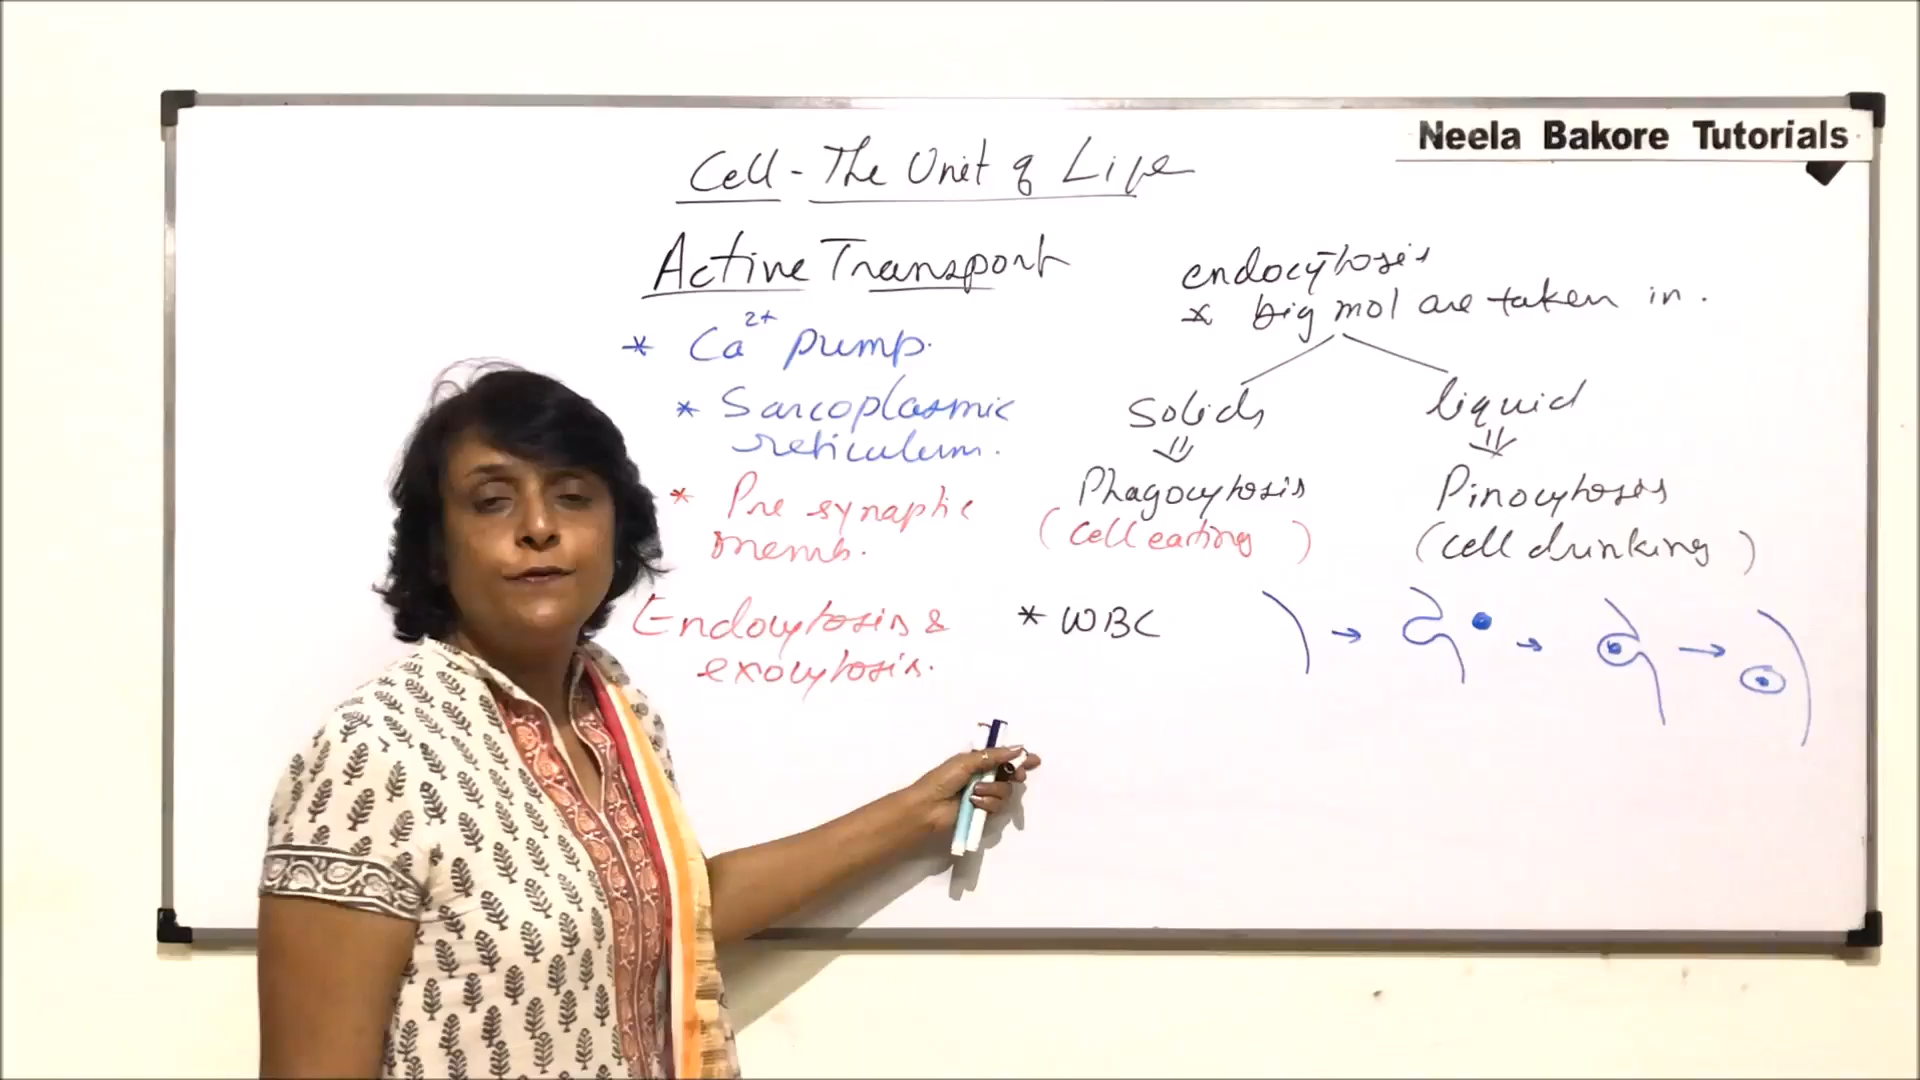 Neela Bakore Tutorials
Cell - The Unit of Life
Active Transport
* Ca2+ pump.
* Sarcoplasmic
reticulum.
* Pre synaptic
memb.
Endocytosis &
exocytosis.
endocytosis
* big mol are taken in.
Solids
liquid
Phagocytosis
Pinocytosis
(cell eating)
(cell drinking)
* WBC